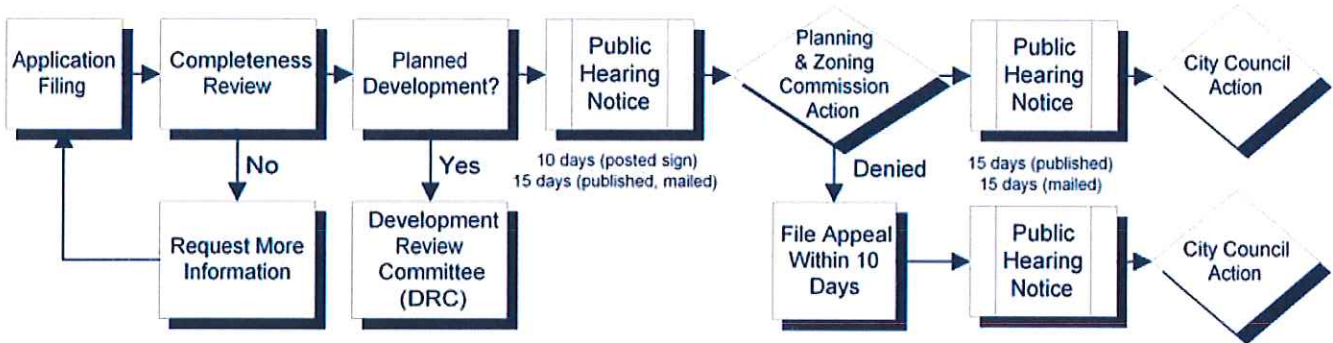 Application
Filing
Completeness
Review
Planned
Development?
Public
Hearing
Notice
Planning
& Zoning
Commission
Action
Public
Hearing
Notice
City Council
Action
No
Yes
10 days (posted sign)
15 days (published, mailed)
Denied
15 days (published)
15 days (mailed)
Request More
Information
Development
Review
Committee
(DRC)
File Appeal
Within 10
Days
Public
Hearing
Notice
City Council
Action